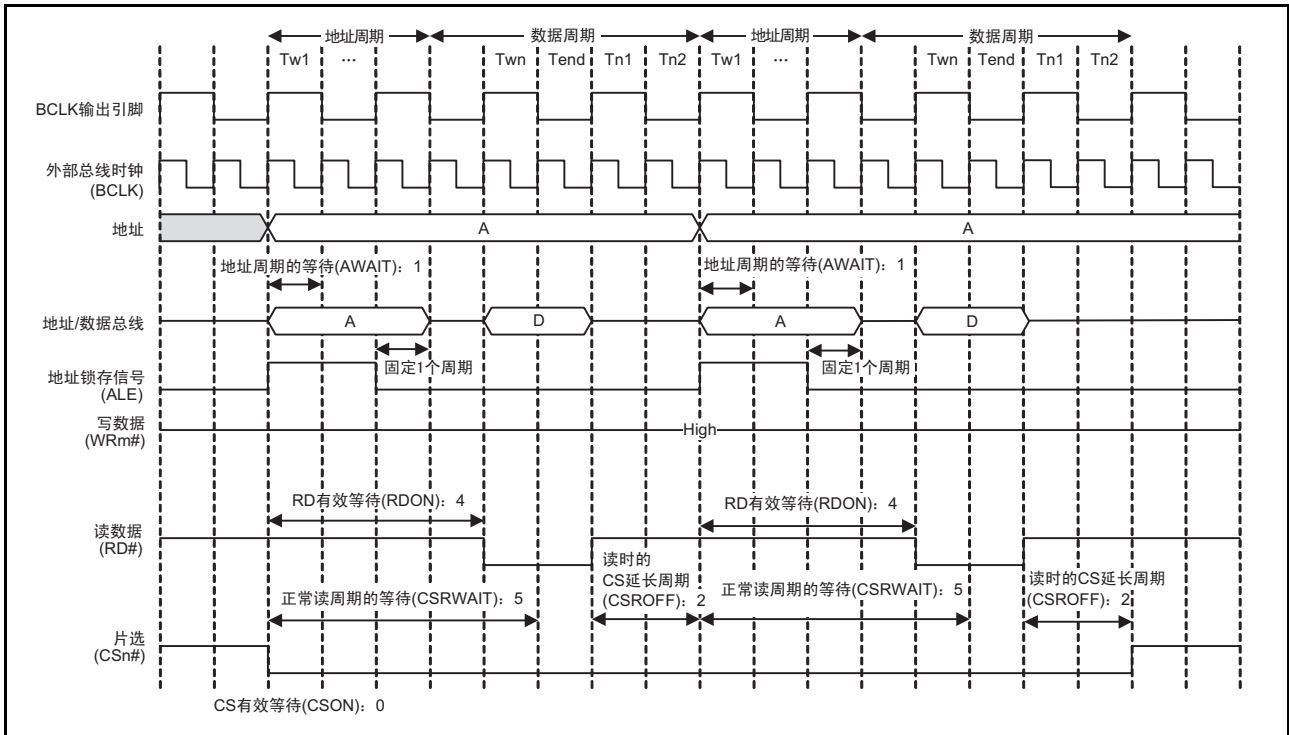 地址周期 数据周期 地址周期 数据周期
Tw1 … Twn Tend Tn1 Tn2 Tw1 … Twn Tend Tn1 Tn2
BCLK输出引脚
外部总线时钟
(BCLK)
地址 A A
地址周期的等待(AWAIT)：1 地址周期的等待(AWAIT)：1
地址/数据总线 A D A D
固定1个周期 固定1个周期
地址锁存信号
(ALE)
写数据
(WRm#)
High
RD有效等待(RDON)：4 RD有效等待(RDON)：4
读数据
(RD#)
读时的
CS延长周期
(CSROFF)：2
读时的CS延长周期
(CSROFF)：2
正常读周期的等待(CSRWAIT)：5 正常读周期的等待(CSRWAIT)：5
片选
(CSn#)
CS有效等待(CSON)：0